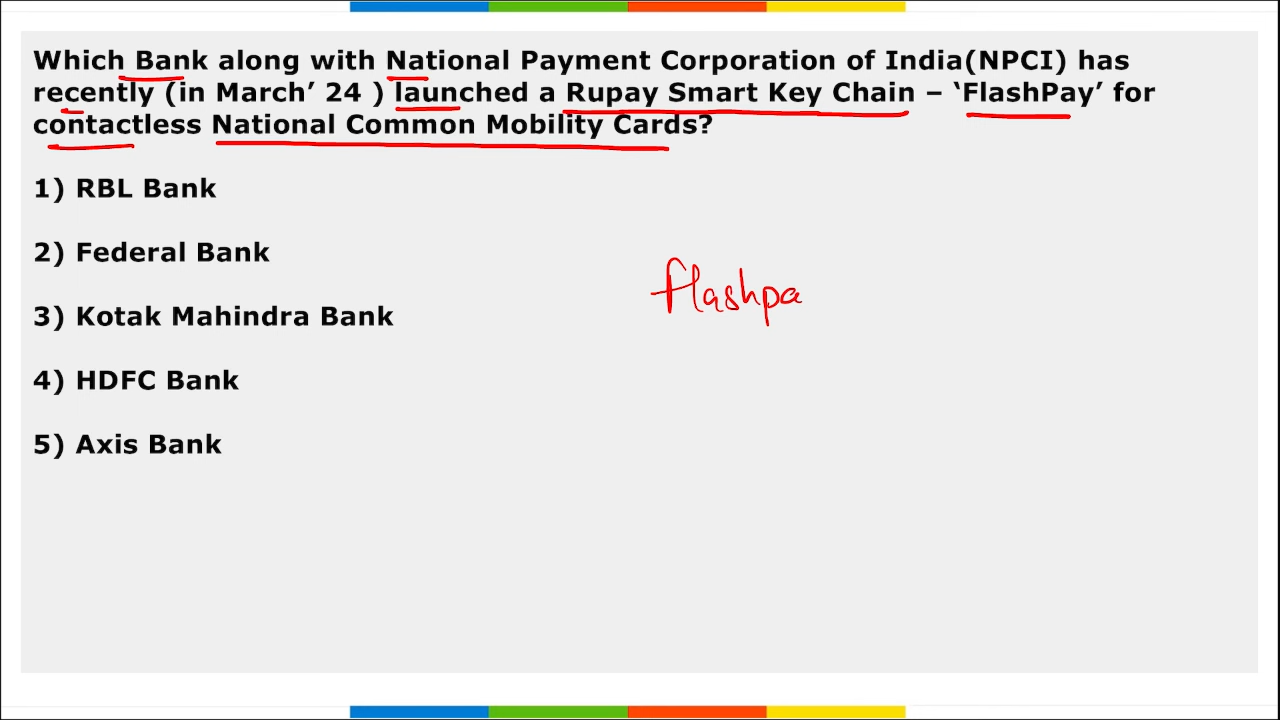 Which Bank along with National Payment Corporation of India(NPCI) has
recently (in March’ 24 ) launched a Rupay Smart Key Chain – ‘FlashPay’ for
contactless National Common Mobility Cards?
1) RBL Bank
2) Federal Bank
flashpa
3) Kotak Mahindra Bank
4) HDFC Bank
5) Axis Bank